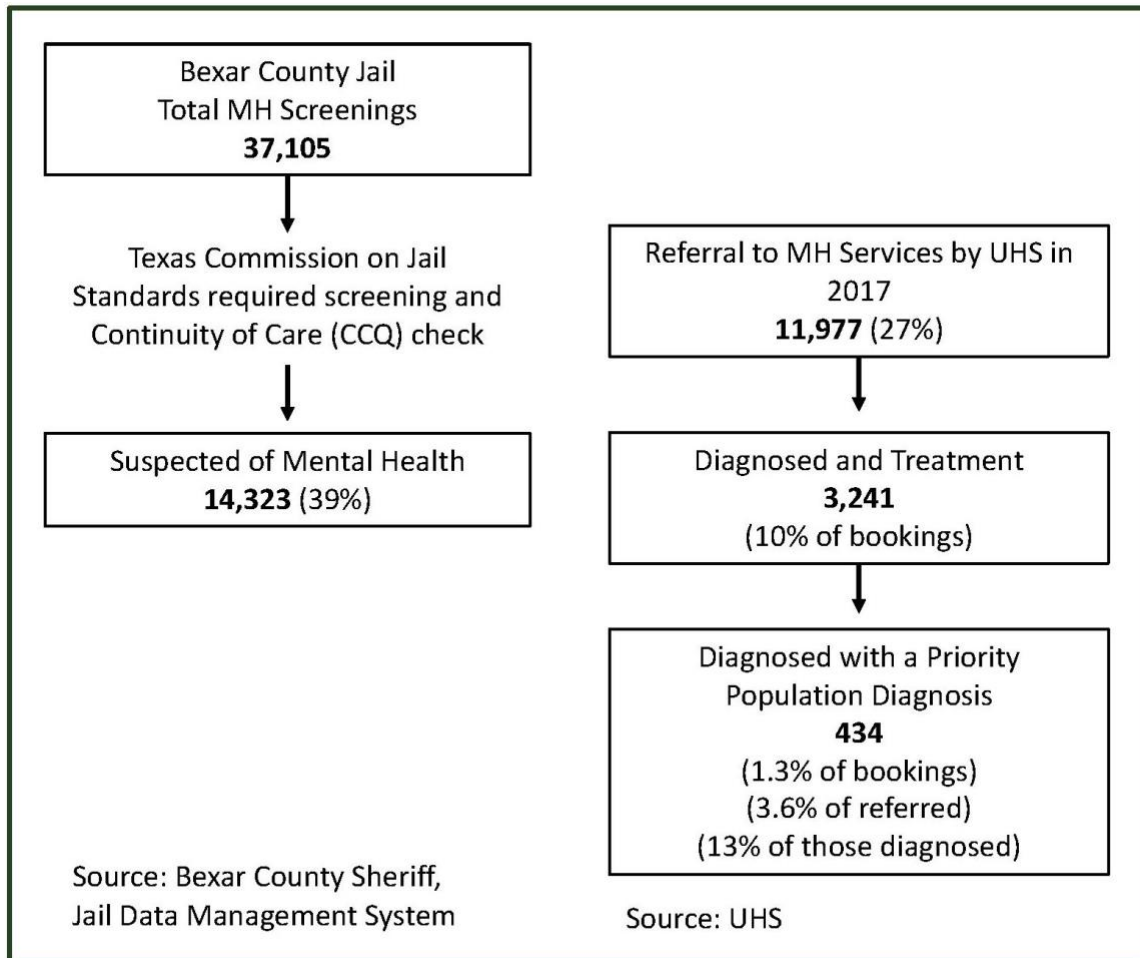 Bexar County Jail
Total MH Screenings
37,105
Texas Commission on Jail
Standards required screening and
Continuity of Care (CCQ) check
Suspected of Mental Health
14,323 (39%)
Source: Bexar County Sheriff,
Jail Data Management System
Referral to MH Services by UHS in
2017
11,977 (27%)
Diagnosed and Treatment
3,241
(10% of bookings)
Diagnosed with a Priority
Population Diagnosis
434
(1.3% of bookings)
(3.6% of referred)
(13% of those diagnosed)
Source: UHS